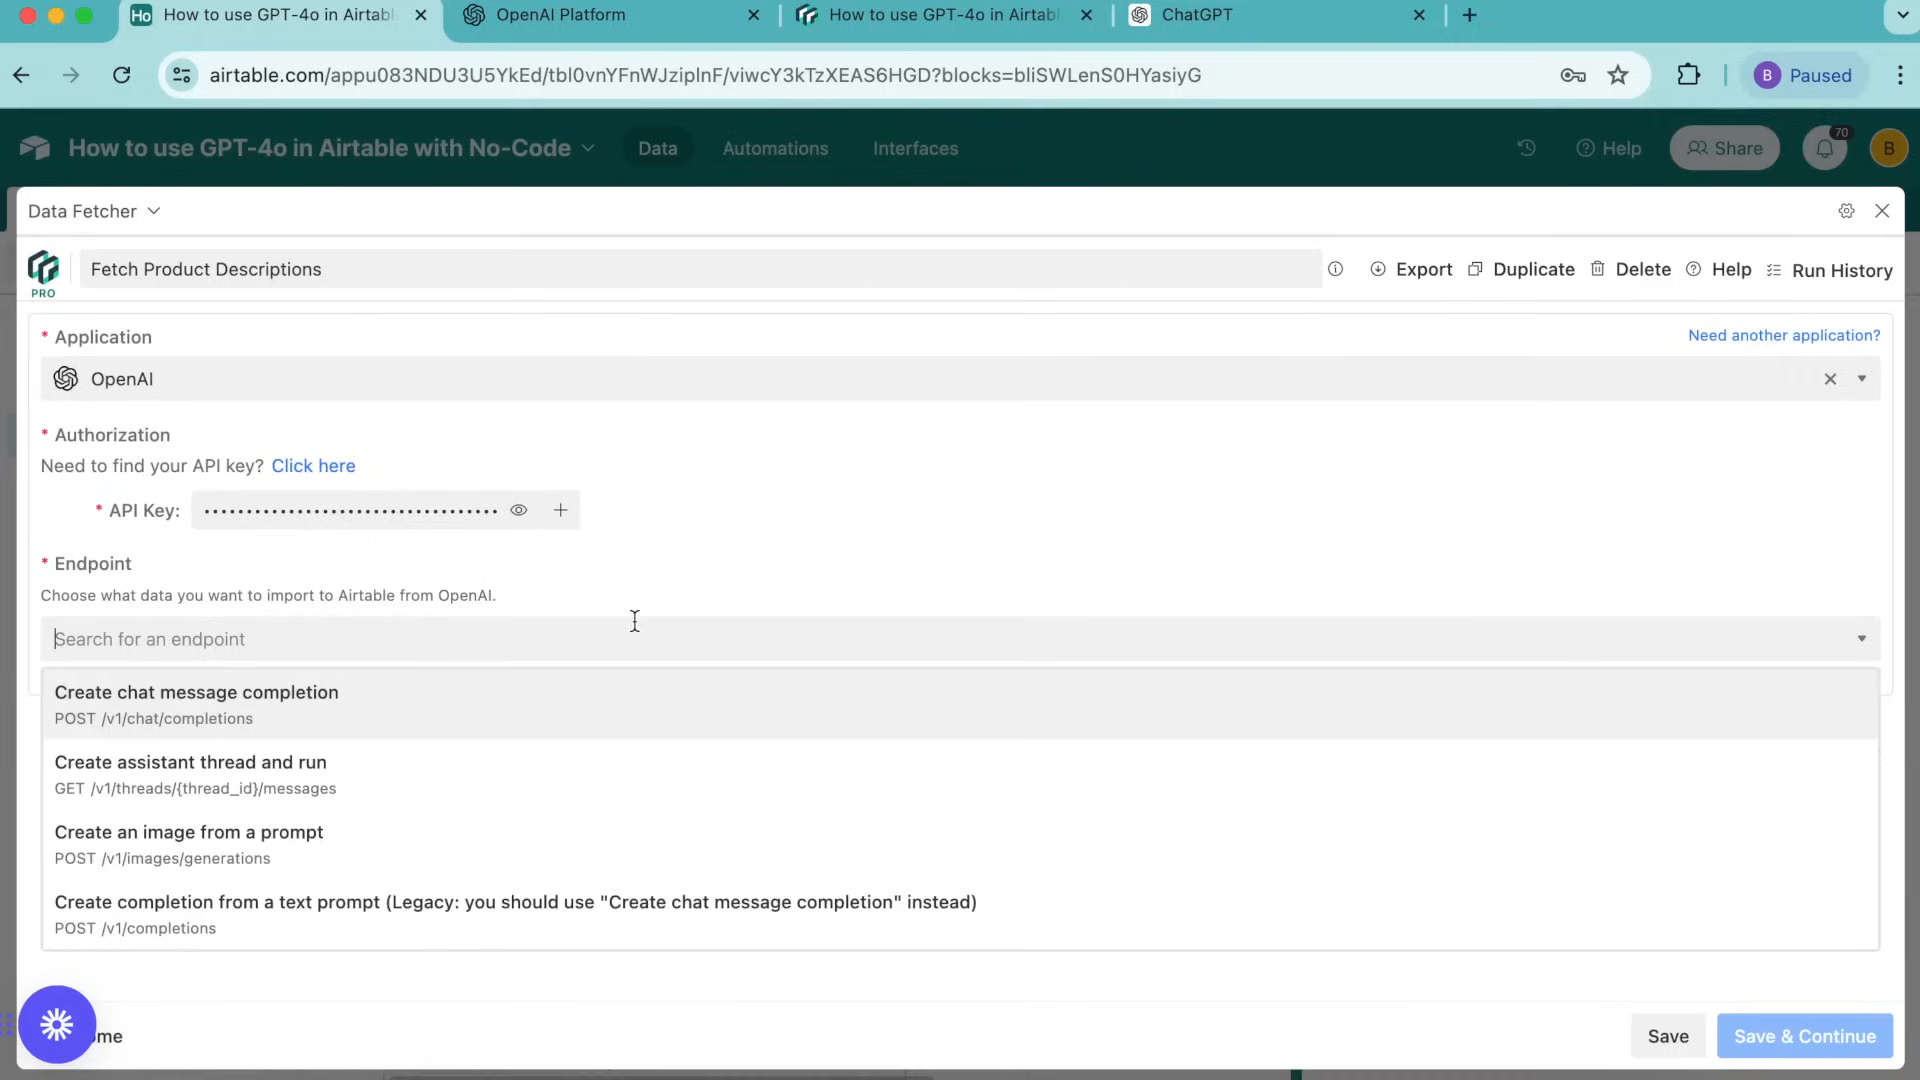 Ho How to use GPT-4o in Airtabl
OpenAI Platform
How to use GPT-4o in Airtabl
ChatGPT
airtable.com/appu083NDU3U5YkEd/tbl0vnYFnWJzipInF/viwcY3kTzXEAS6HGD?blocks=bliSWLenS0HYasiyG
B Paused
How to use GPT-4o in Airtable with No-Code
Data
Automations
Interfaces
Help
Share
70
B
Data Fetcher
PRO
Fetch Product Descriptions
Export
Duplicate
Delete
Help
Run History
* Application
Need another application?
OpenAI
* Authorization
Need to find your API key? Click here
* API Key:
* Endpoint
Choose what data you want to import to Airtable from OpenAI.
Search for an endpoint
Create chat message completion
POST /v1/chat/completions
Create assistant thread and run
GET /v1/threads/{thread_id}/messages
Create an image from a prompt
POST /v1/images/generations
Create completion from a text prompt (Legacy: you should use "Create chat message completion" instead)
POST /v1/completions
ome
Save
Save & Continue